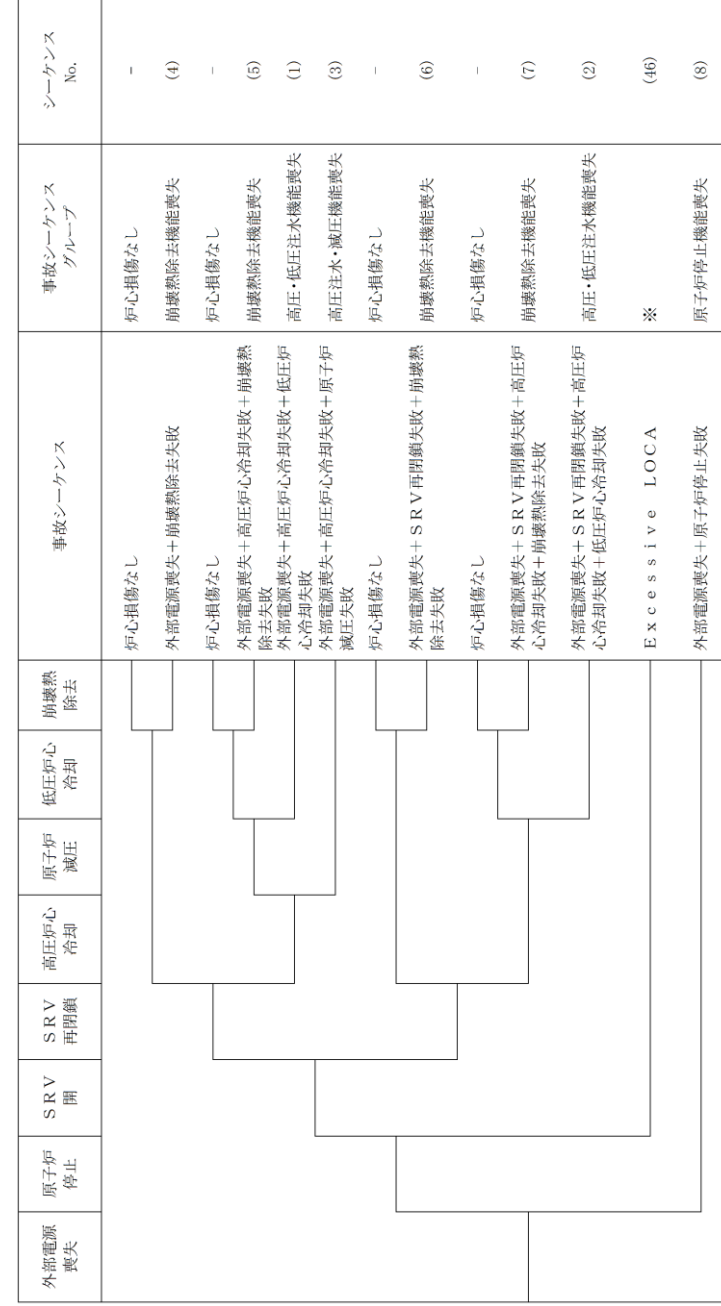 外部電源
喪失
原子炉
停止
ＳＲＶ
開
ＳＲＶ
再閉鎖
高圧炉心
冷却
原子炉
減圧
低圧炉心
冷却
崩壊熱
除去
事故シーケンス
事故シーケンス
グループ
シーケンス
No.
炉心損傷なし
炉心損傷なし
－
外部電源喪失＋崩壊熱除去失敗
崩壊熱除去機能喪失
(4)
炉心損傷なし
炉心損傷なし
－
外部電源喪失＋高圧炉心冷却失敗＋崩壊熱
除去失敗
崩壊熱除去機能喪失
(5)
外部電源喪失＋高圧炉心冷却失敗＋低圧炉
心冷却失敗
高圧・低圧注水機能喪失
(1)
外部電源喪失＋高圧炉心冷却失敗＋原子炉
減圧失敗
高圧注水・減圧機能喪失
(3)
炉心損傷なし
炉心損傷なし
－
外部電源喪失＋ＳＲＶ再閉鎖失敗＋崩壊熱
除去失敗
崩壊熱除去機能喪失
(6)
炉心損傷なし
炉心損傷なし
－
外部電源喪失＋ＳＲＶ再閉鎖失敗＋高圧炉
心冷却失敗＋崩壊熱除去失敗
崩壊熱除去機能喪失
(7)
外部電源喪失＋ＳＲＶ再閉鎖失敗＋高圧炉
心冷却失敗＋低圧炉心冷却失敗
高圧・低圧注水機能喪失
(2)
Ｅｘｃｅｓｓｉｖｅ ＬＯＣＡ
※
(46)
外部電源喪失＋原子炉停止失敗
原子炉停止機能喪失
(8)